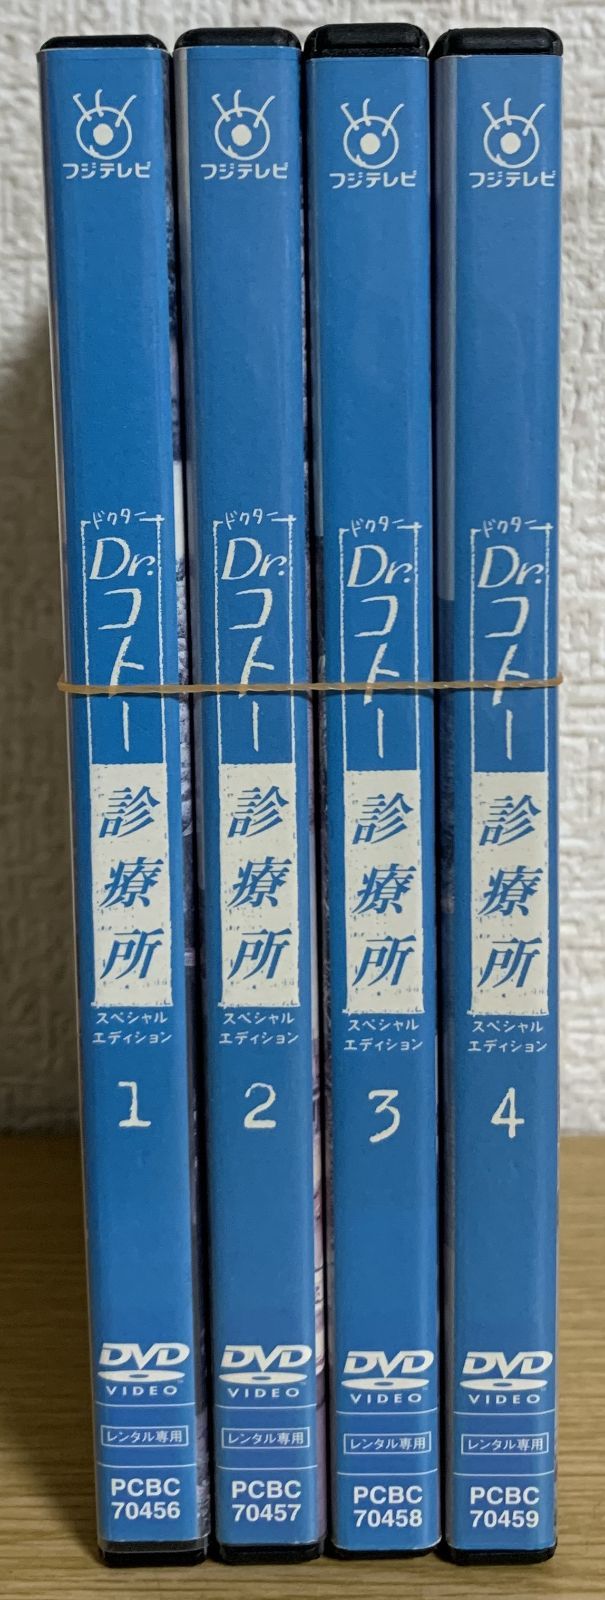 フジテレビ
ドクター
Dr.コトー
診療所
スペシャル
エディション
1
DVD
VIDEO
レンタル専用
PCBC
70456
フジテレビ
ドクター
Dr.コトー
診療所
スペシャル
エディション
2
DVD
VIDEO
レンタル専用
PCBC
70457
フジテレビ
ドクター
Dr.コトー
診療所
スペシャル
エディション
3
DVD
VIDEO
レンタル専用
PCBC
70458
フジテレビ
ドクター
Dr.コトー
診療所
スペシャル
エディション
4
DVD
VIDEO
レンタル専用
PCBC
70459